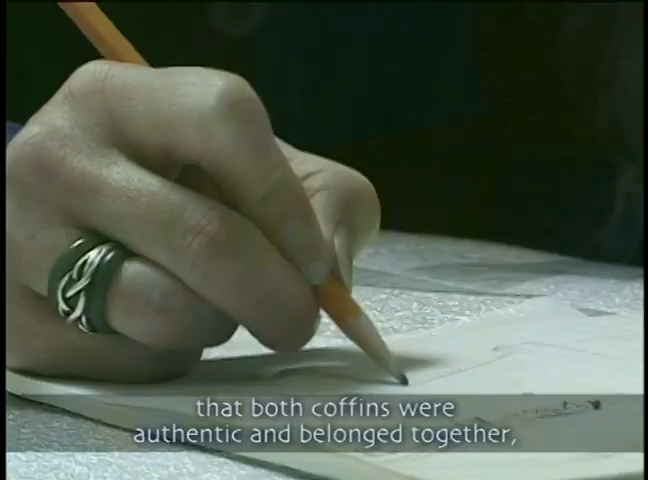 that both coffins were
authentic and belonged together,